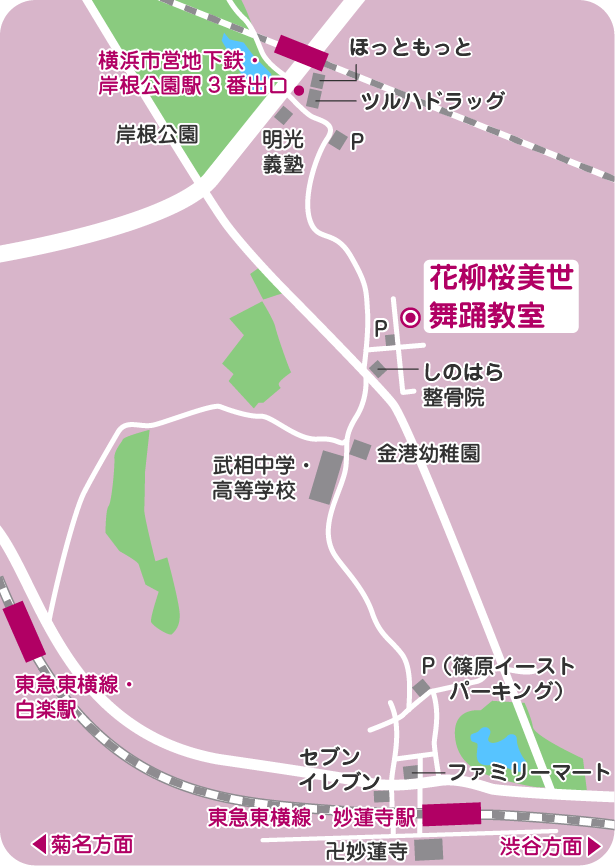 ほっともっと
横浜市営地下鉄・
岸根公園駅3番出口
ツルハドラッグ
岸根公園
明光
義塾
P
花柳桜美世
舞踊教室
P
しのはら
整骨院
武相中学・
高等学校
金港幼稚園
P（篠原イースト
パーキング）
東急東横線・
白楽駅
セブン
イレブン
ファミリーマート
東急東横線・妙蓮寺駅
◀菊名方面
卍妙蓮寺
渋谷方面▶